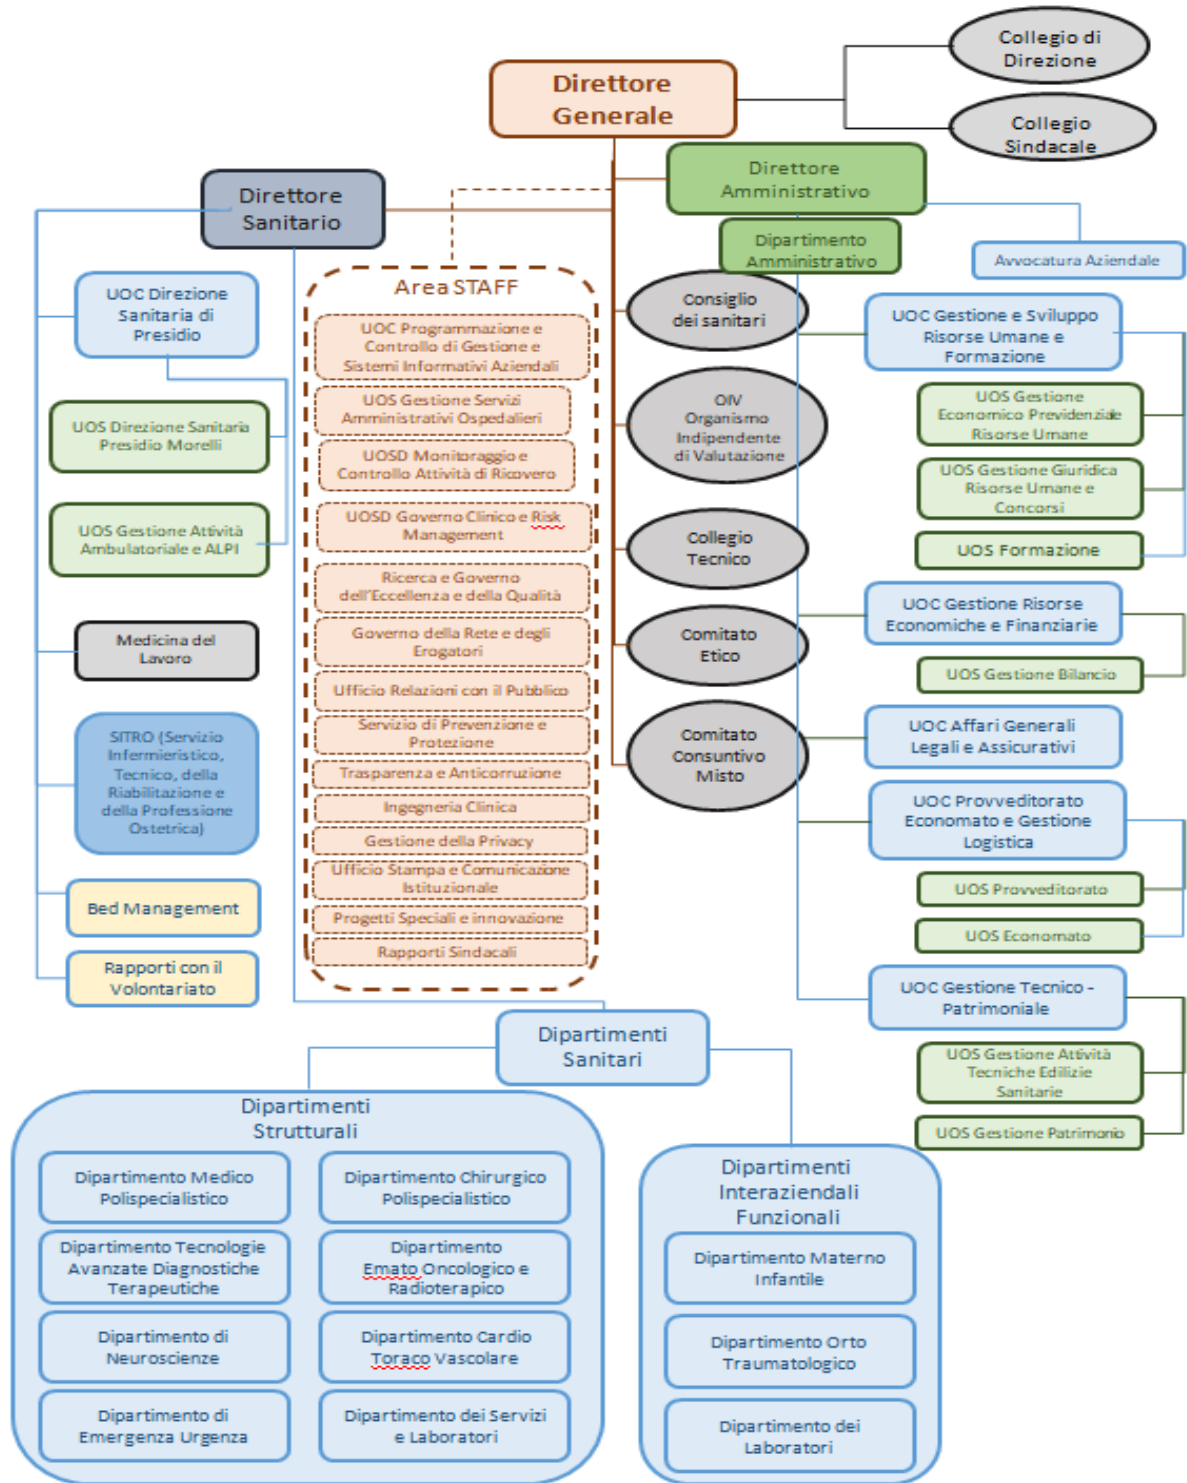 Collegio di
Direzione
Direttore
Generale
Collegio
Sindacale
Direttore
Amministrativo
Direttore
Sanitario
Dipartimento
Amministrativo
Avvocatura Aziendale
UOC Direzione
Sanitaria di
Presidio
UOS Direzione Sanitaria
Presidio Morelli
UOS Gestione Attività
Ambulatoriale e ALPI
Medicina del
Lavoro
SITRO (Servizio
Infermieristico,
Tecnico, della
Riabilitazione e
della Professione
Ostetrica)
Bed Management
Rapporti con il
Volontariato
Area STAFF
UOC Programmazione e
Controllo di Gestione e
Sistemi Informativi Aziendali
UOS Gestione Servizi
Amministrativi Ospedalieri
UOSD Monitoraggio e
Controllo Attività di Ricovero
UOSD Governo Clinico e Risk
Management
Ricerca e Governo
dell'Eccellenza e della Qualità
Governo della Rete e degli
Erogatori
Ufficio Relazioni con il Pubblico
Servizio di Prevenzione e
Protezione
Trasparenza e Anticorruzione
Ingegneria Clinica
Gestione della Privacy
Ufficio Stampa e Comunicazione
Istituzionale
Progetti Speciali e innovazione
Rapporti Sindacali
Consiglio
dei sanitari
OIV
Organismo
Indipendente
di Valutazione
Collegio
Tecnico
Comitato
Etico
Comitato
Consuntivo
Misto
UOC Gestione e Sviluppo
Risorse Umane e
Formazione
UOS Gestione
Economico Previdenziale
Risorse Umane
UOS Gestione Giuridica
Risorse Umane e
Concorsi
UOS Formazione
UOC Gestione Risorse
Economiche e Finanziarie
UOS Gestione Bilancio
UOC Affari Generali
Legali e Assicurativi
UOC Provveditorato
Economato e Gestione
Logistica
UOS Provveditorato
UOS Economato
UOC Gestione Tecnico -
Patrimoniale
UOS Gestione Attività
Tecniche Edilizie
Sanitarie
UOS Gestione Patrimonio
Dipartimenti
Sanitari
Dipartimenti
Strutturali
Dipartimento Medico
Polispecialistico
Dipartimento Chirurgico
Polispecialistico
Dipartimento Tecnologie
Avanzate Diagnostiche
Terapeutiche
Dipartimento
Emato Oncologico e
Radioterapico
Dipartimento di
Neuroscienze
Dipartimento Cardio
Toraco Vascolare
Dipartimento di
Emergenza Urgenza
Dipartimento dei Servizi
e Laboratori
Dipartimenti
Interaziendali
Funzionali
Dipartimento Materno
Infantile
Dipartimento Orto
Traumatologico
Dipartimento dei
Laboratori